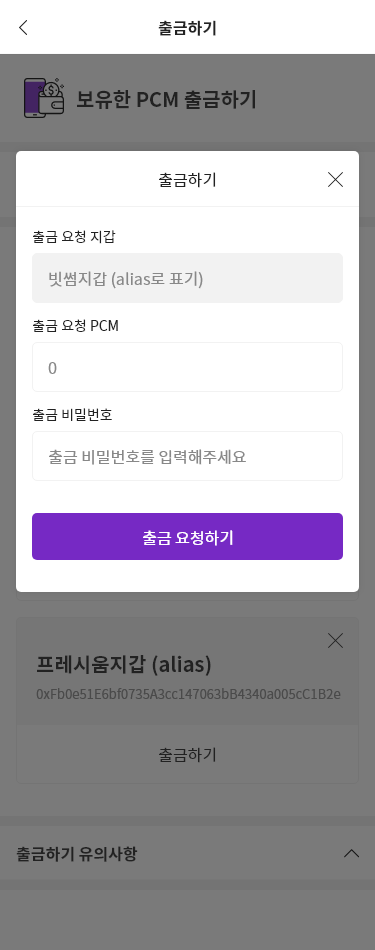 출금하기
보유한 PCM 출금하기
출금하기
출금 요청 지갑
빗썸지갑 (alias로 표기)
출금 요청 PCM
0
출금 비밀번호
출금 비밀번호를 입력해주세요
출금 요청하기
프레시움지갑 (alias)
0xFb0e51E6bf0735A3cc147063bB4340a005cC1B2e
출금하기
출금하기 유의사항